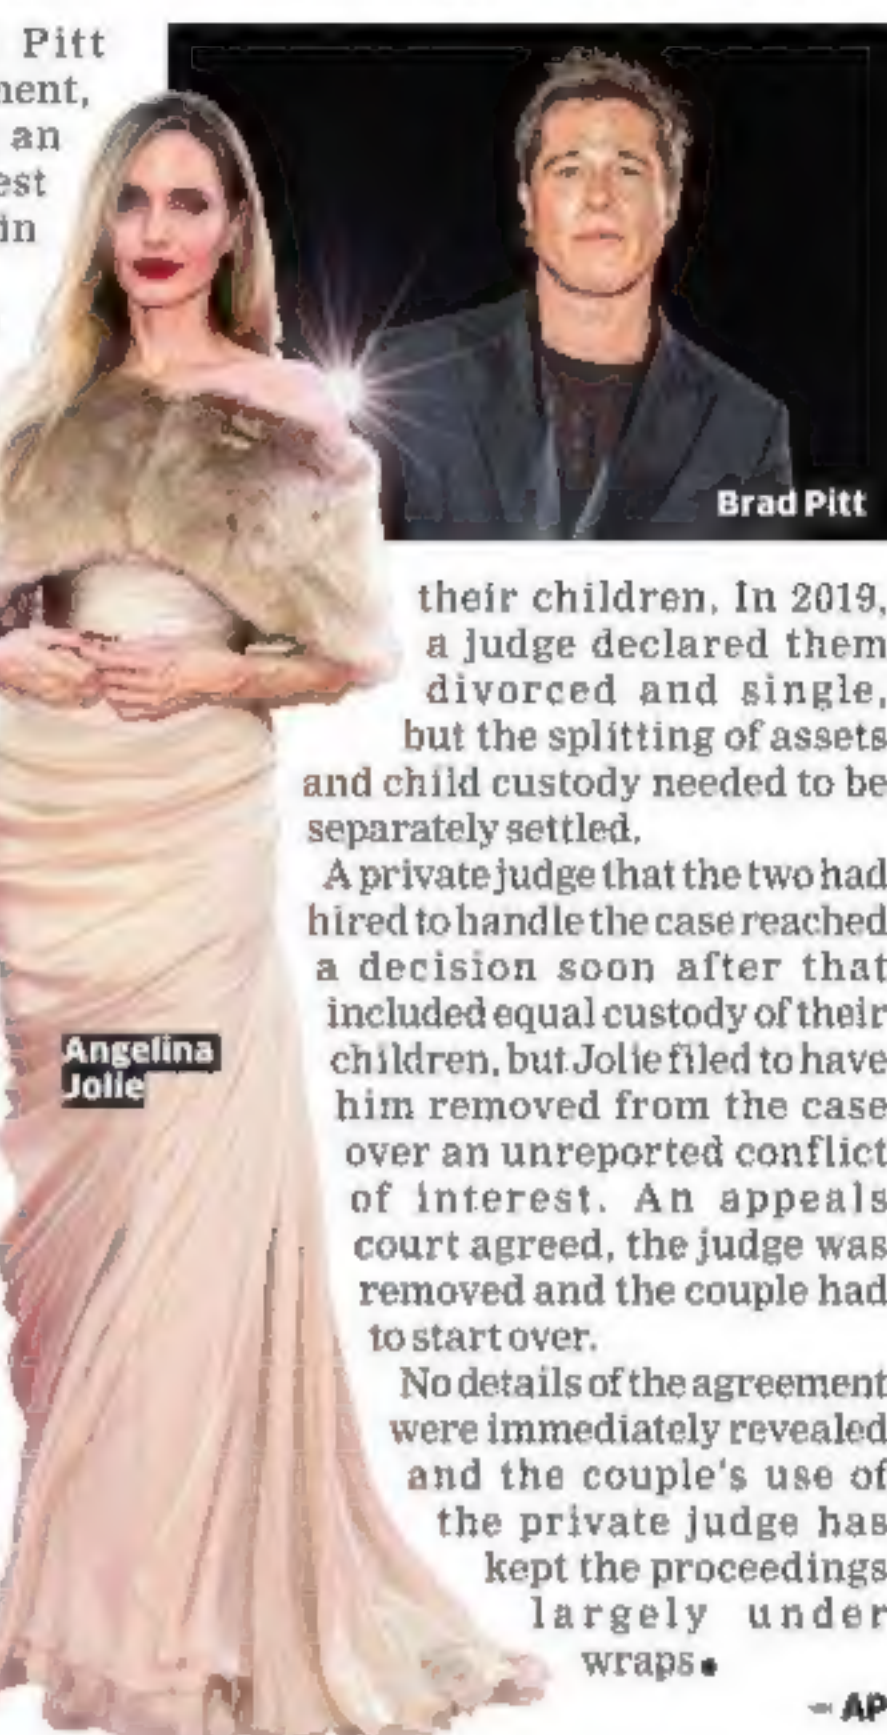 Pitt
ment,
an
est
in
Brad Pitt
their children. In 2019,
a judge declared them
divorced and single,
but the splitting of assets
and child custody needed to be
separately settled.
A private judge that the two had
hired to handle the case reached
a decision soon after that
included equal custody of their
children, but Jolie filed to have
him removed from the case
over an unreported conflict
of interest. An appeals
court agreed, the judge was
removed and the couple had
to start over.
No details of the agreement
were immediately revealed
and the couple's use of
the private judge has
kept the proceedings
largely under
wraps●
– AP
Angelina
Jolie